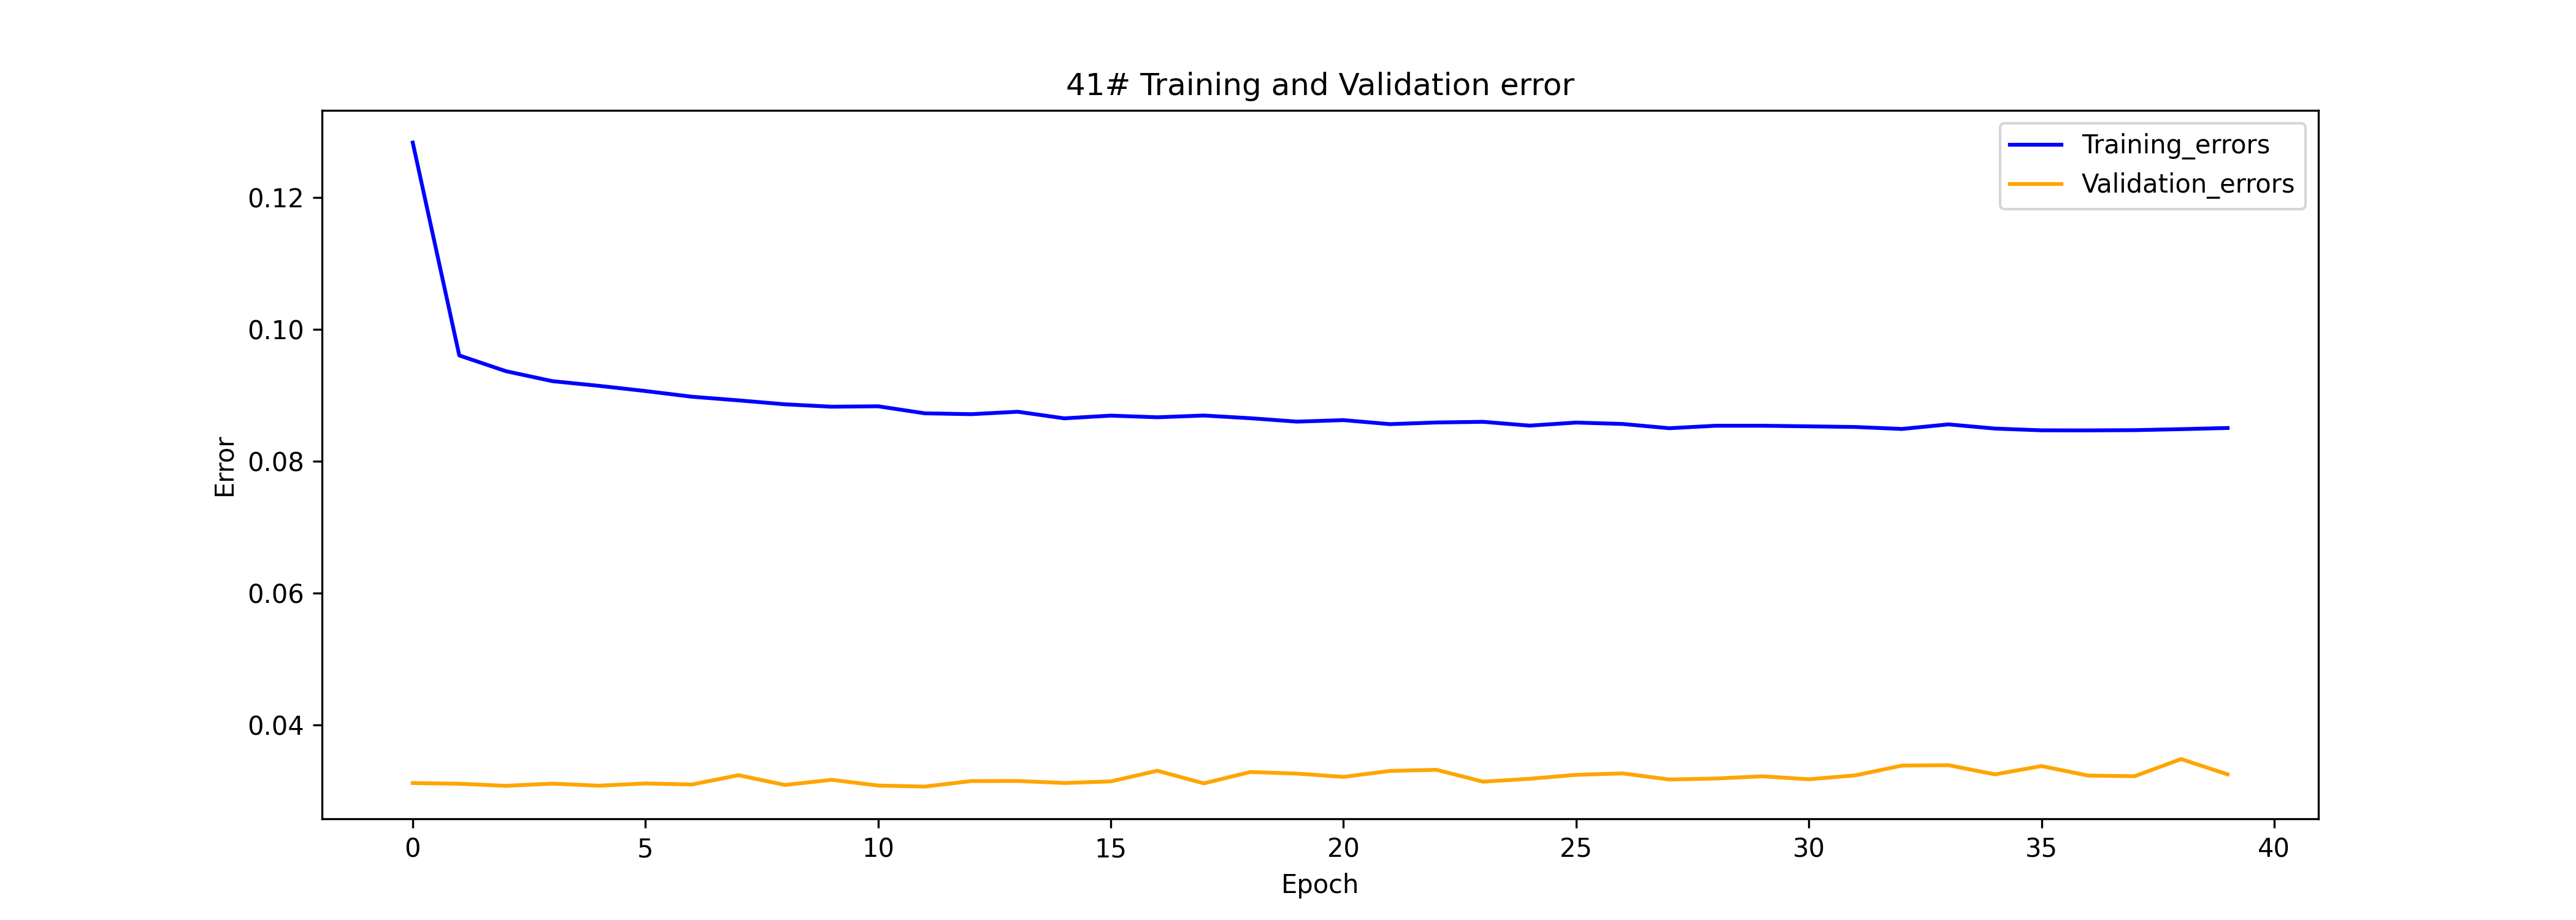 41# Training and Validation error
Training_errors
Validation_errors
0.12
0.10
0.08
0.06
0.04
Error
0 5 10 15 20 25 30 35 40
Epoch